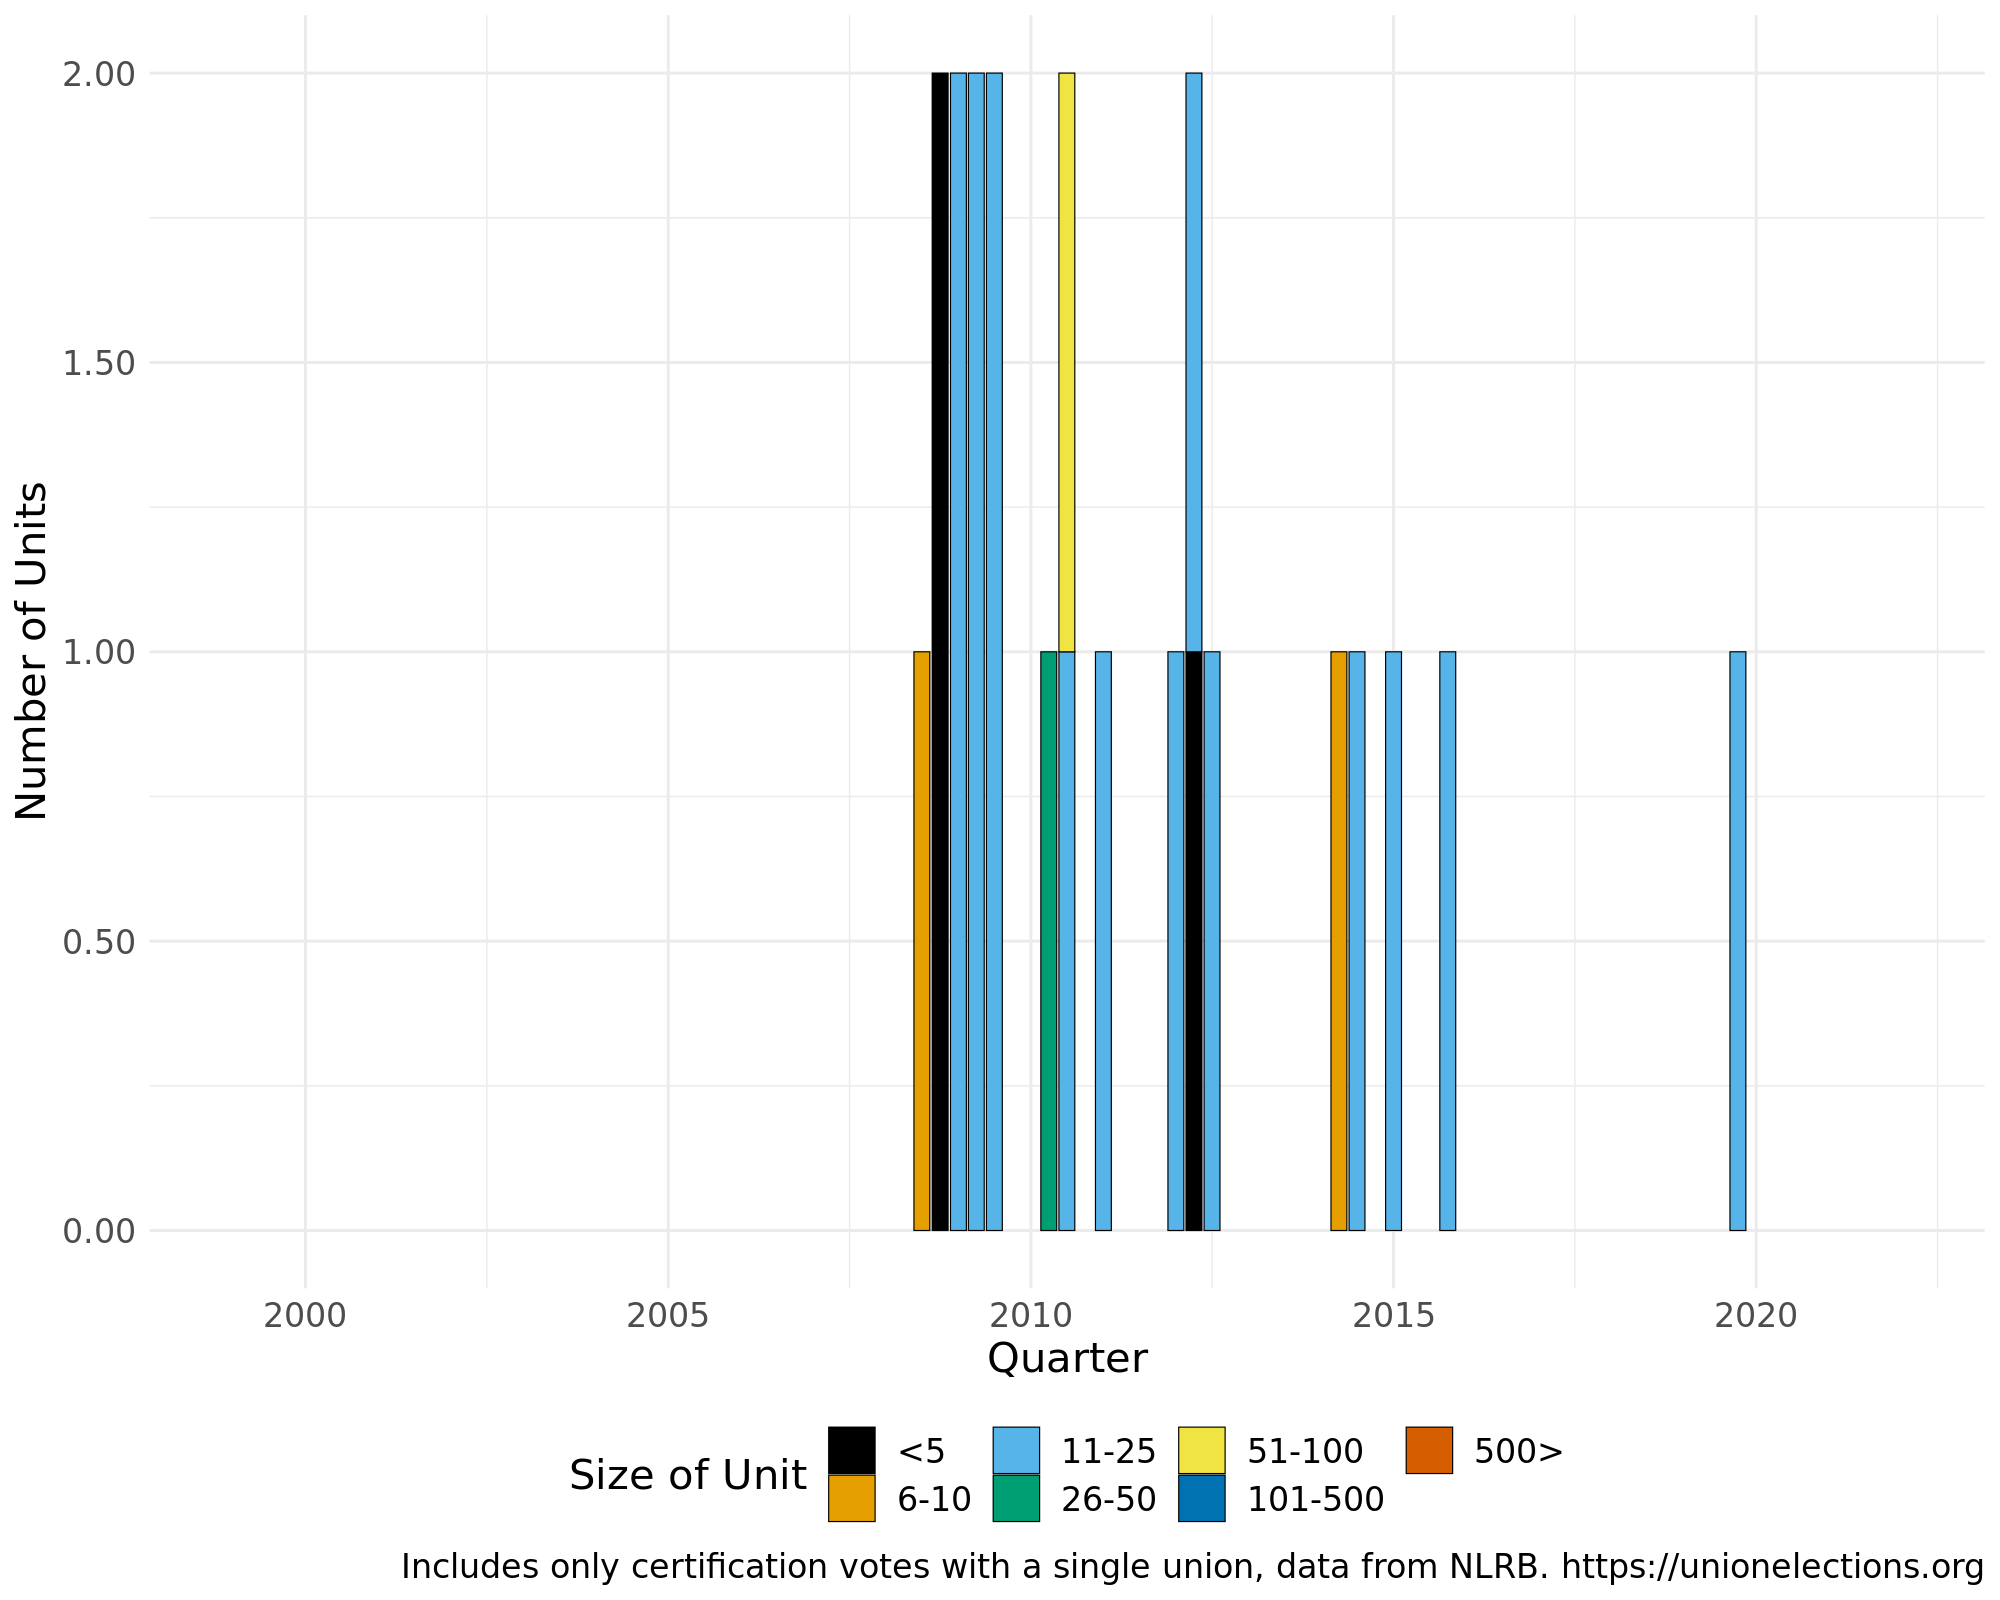 2.00
1.50
1.00
0.50
0.00
Number of Units
2000 2005 2010 2015 2020
Quarter
Size of Unit
<5 11-25 51-100 500>
6-10 26-50 101-500
Includes only certification votes with a single union, data from NLRB. https://unionelections.org